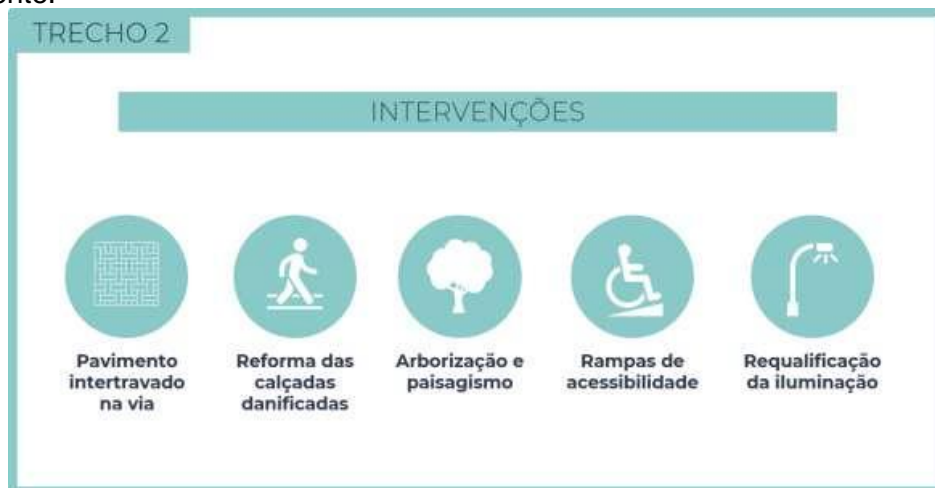 TRECHO 2
INTERVENÇÕES
Pavimento
intertravado
na via
Reforma das
calçadas
danificadas
Arborização e
paisagismo
Rampas de
acessibilidade
Requalificação
da iluminação